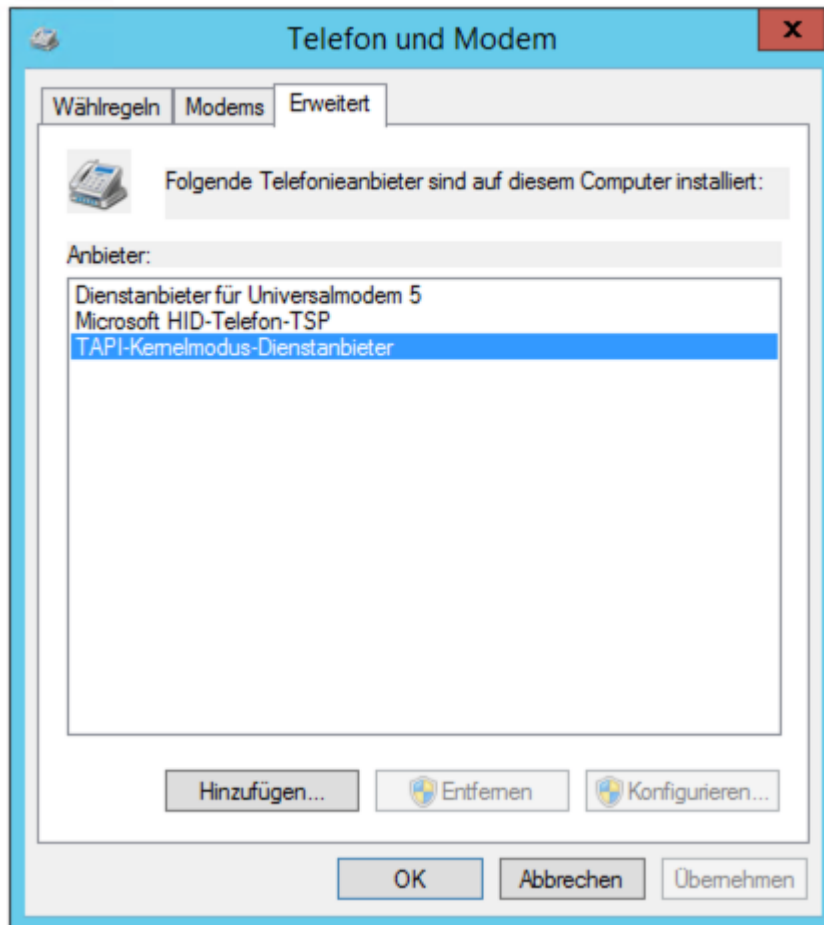 Telefon und Modem
x
Wählregeln
Modems
Erweitert
Folgende Telefonieanbieter sind auf diesem Computer installiert:
Anbieter:
Dienstanbieter für Universalmodem 5
Microsoft HID-Telefon-TSP
TAPI-Kernelmodus-Dienstanbieter
Hinzufügen...
Entfernen
Konfigurieren...
OK
Abbrechen
Übernehmen